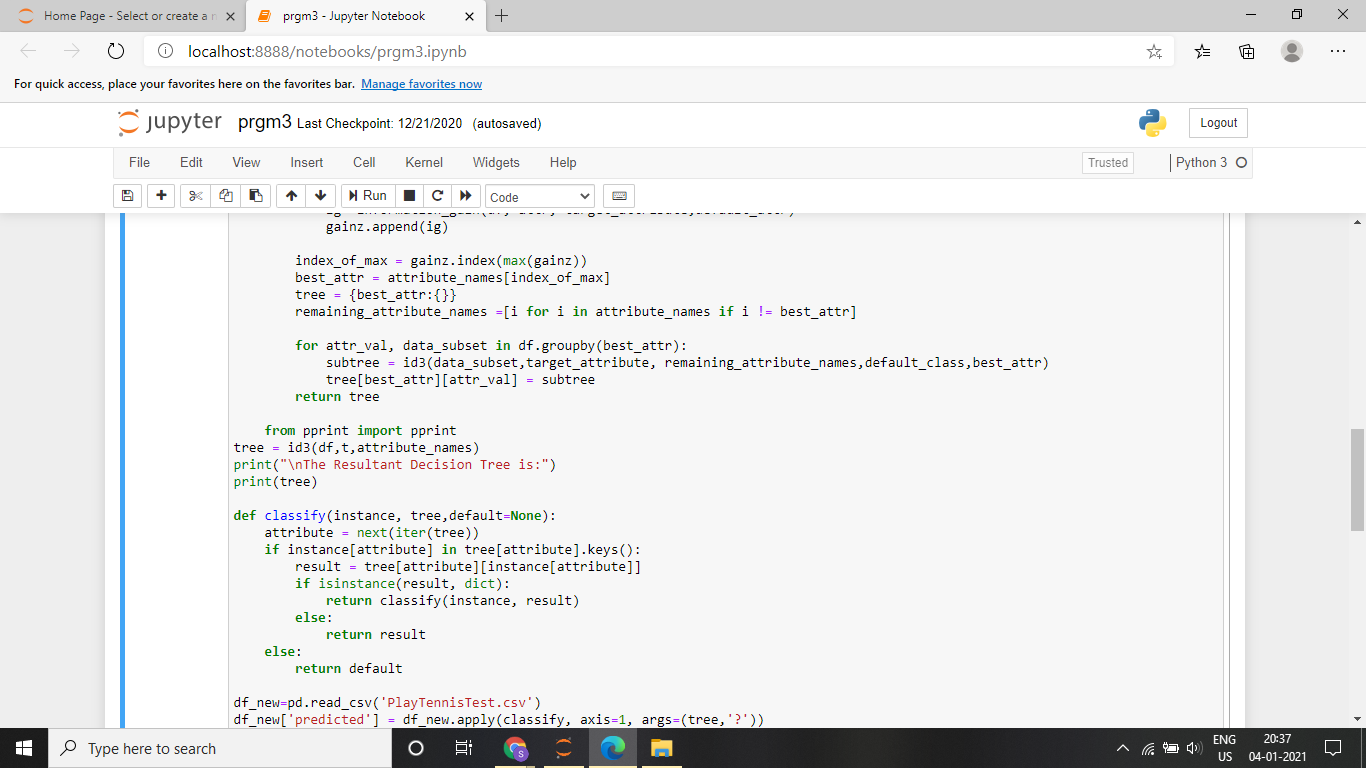 Home Page - Select or create a n
prgm3 - Jupyter Notebook
localhost:8888/notebooks/prgm3.ipynb
For quick access, place your favorites here on the favorites bar. Manage favorites now
jupyter prgm3 Last Checkpoint: 12/21/2020 (autosaved)
Logout
File Edit View Insert Cell Kernel Widgets Help
Trusted
Python 3
Run
Code
gainz.append(ig)
index_of_max = gainz.index(max(gainz))
best_attr = attribute_names[index_of_max]
tree = {best_attr:{}}
remaining_attribute_names =[i for i in attribute_names if i != best_attr]
for attr_val, data_subset in df.groupby(best_attr):
subtree = id3(data_subset,target_attribute, remaining_attribute_names,default_class,best_attr)
tree[best_attr][attr_val] = subtree
return tree
from pprint import pprint
tree = id3(df,t,attribute_names)
print("\nThe Resultant Decision Tree is:")
print(tree)
def classify(instance, tree,default=None):
attribute = next(iter(tree))
if instance[attribute] in tree[attribute].keys():
result = tree[attribute][instance[attribute]]
if isinstance(result, dict):
return classify(instance, result)
else:
return result
else:
return default
df_new=pd.read_csv('PlayTennisTest.csv')
df_new['predicted'] = df_new.apply(classify, axis=1, args=(tree,'?'))
Type here to search
S
ENG
US
20:37
04-01-2021